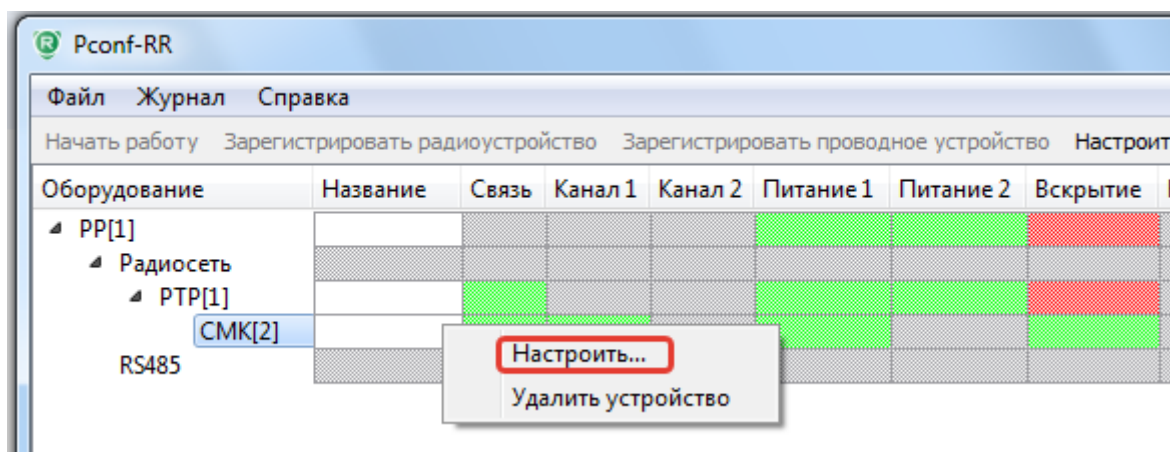 Pconf-RR
Файл Журнал Справка
Начать работу Зарегистрировать радиоустройство Зарегистрировать проводное устройство
Оборудование Название Связь Канал 1 Канал 2 Питание 1 Питание 2 Вскрытие
РР[1]
Радиосеть
РТР[1]
СМК[2]
Настроить...
RS485
Удалить устройство